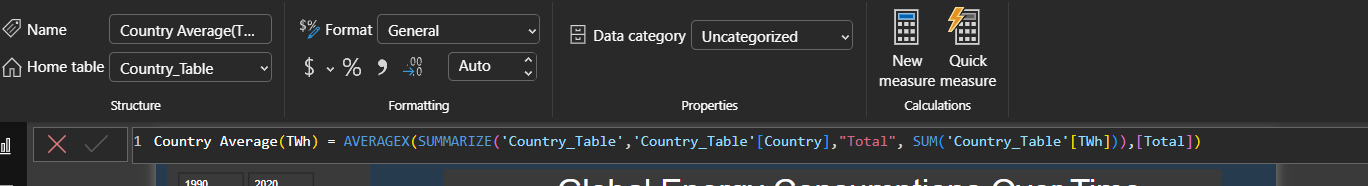 Name Country Average(T... $% Format General Data category Uncategorized
Home table Country_Table $ % , .00 →.0 Auto New measure Quick measure
Structure Formatting Properties Calculations
1 Country Average(TWh) = AVERAGEX(SUMMARIZE('Country_Table','Country_Table'[Country],"Total", SUM('Country_Table'[TWh])),[Total])
1990 2020 Global Energy Consumptions Over Time